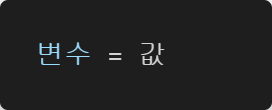 변수 = 값